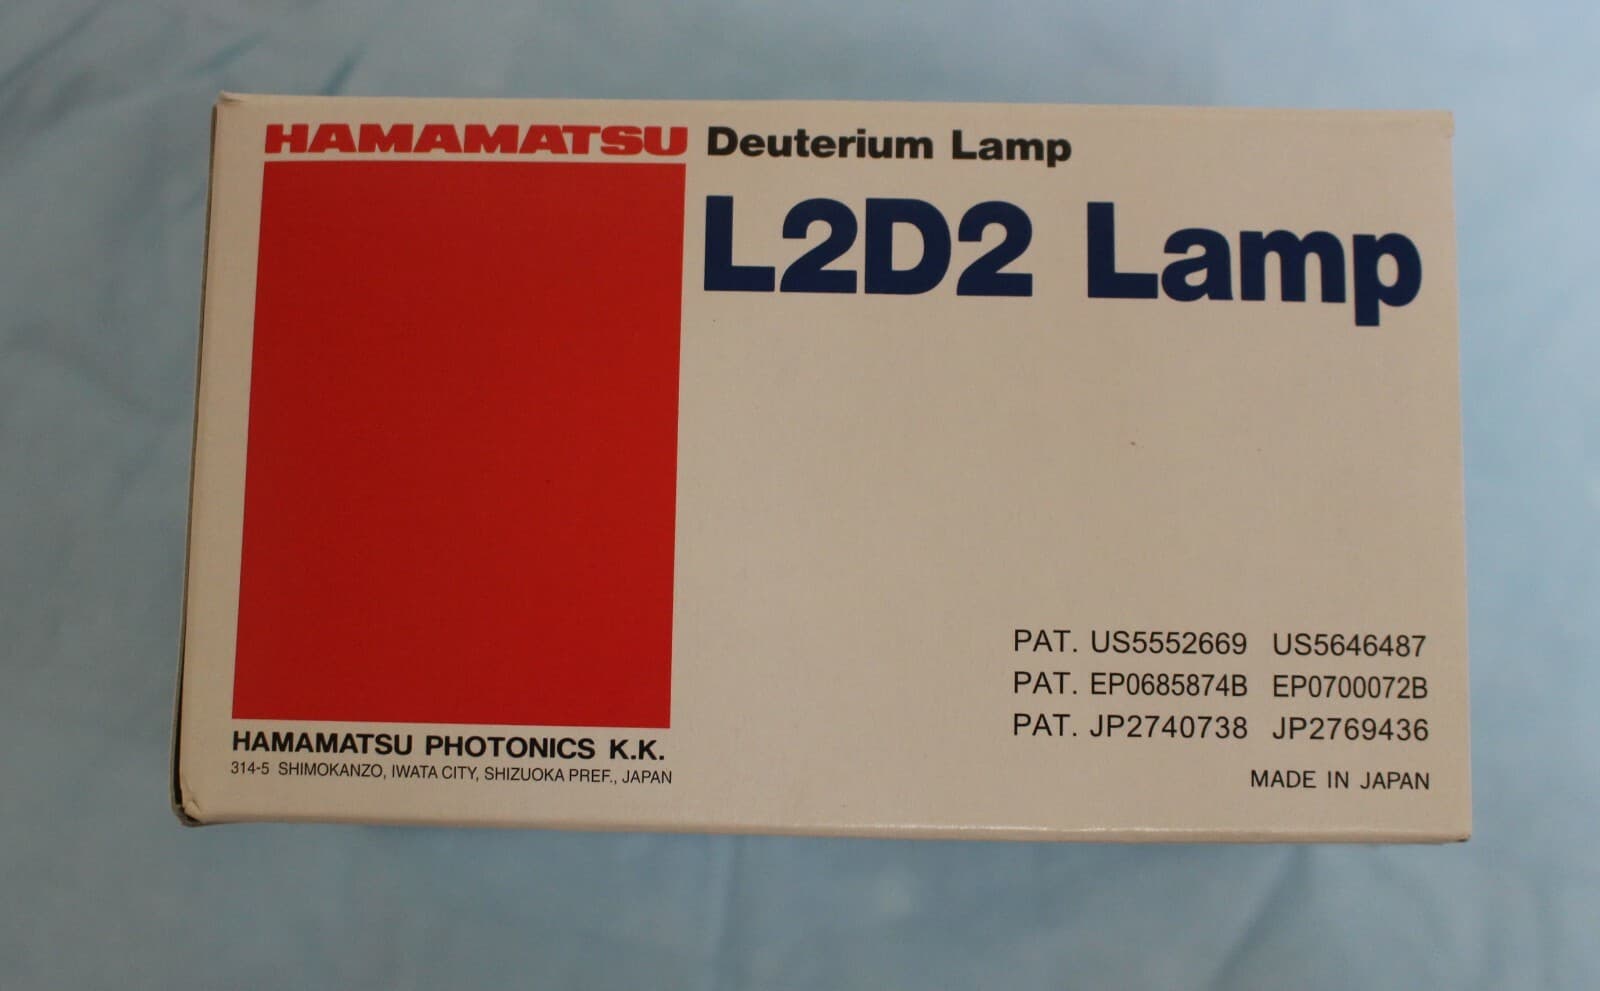 HAMAMATSU Deuterium Lamp
L2D2 Lamp
PAT. US5552669 US5646487
PAT. EP0685874B EP0700072B
PAT. JP2740738 JP2769436
MADE IN JAPAN
HAMAMATSU PHOTONICS K.K.
314-5 SHIMOKANZO, IWATA CITY, SHIZUOKA PREF., JAPAN